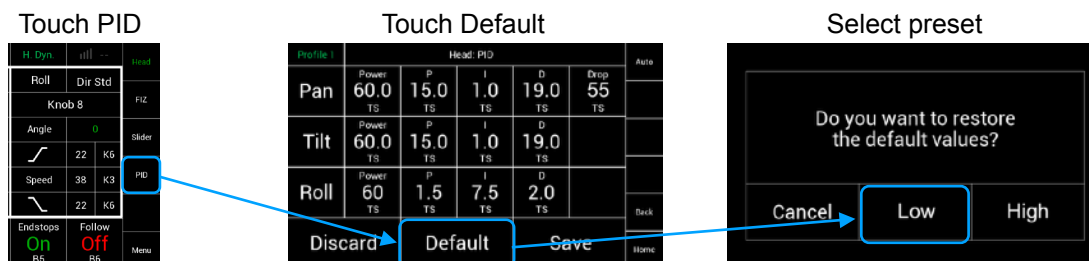 Touch PID
Touch Default
Select preset
H. Dyn. --
Head
Roll Dir Std
Knob 8
FIZ
Angle 0
Slider
22 K6
Speed 38 K3
PID
22 K6
Endstops Follow
On Off
B5 B6
Menu
Profile 1 Head: PID
Auto
Power P I D Drop
Pan 60.0 15.0 1.0 19.0 55
TS TS TS TS TS
Power P I D
Tilt 60.0 15.0 1.0 19.0
TS TS TS TS
Power P I D
Roll 60 1.5 7.5 2.0
TS TS TS TS
Back
Discard Default Save
Home
Do you want to restore
the default values?
Cancel Low High